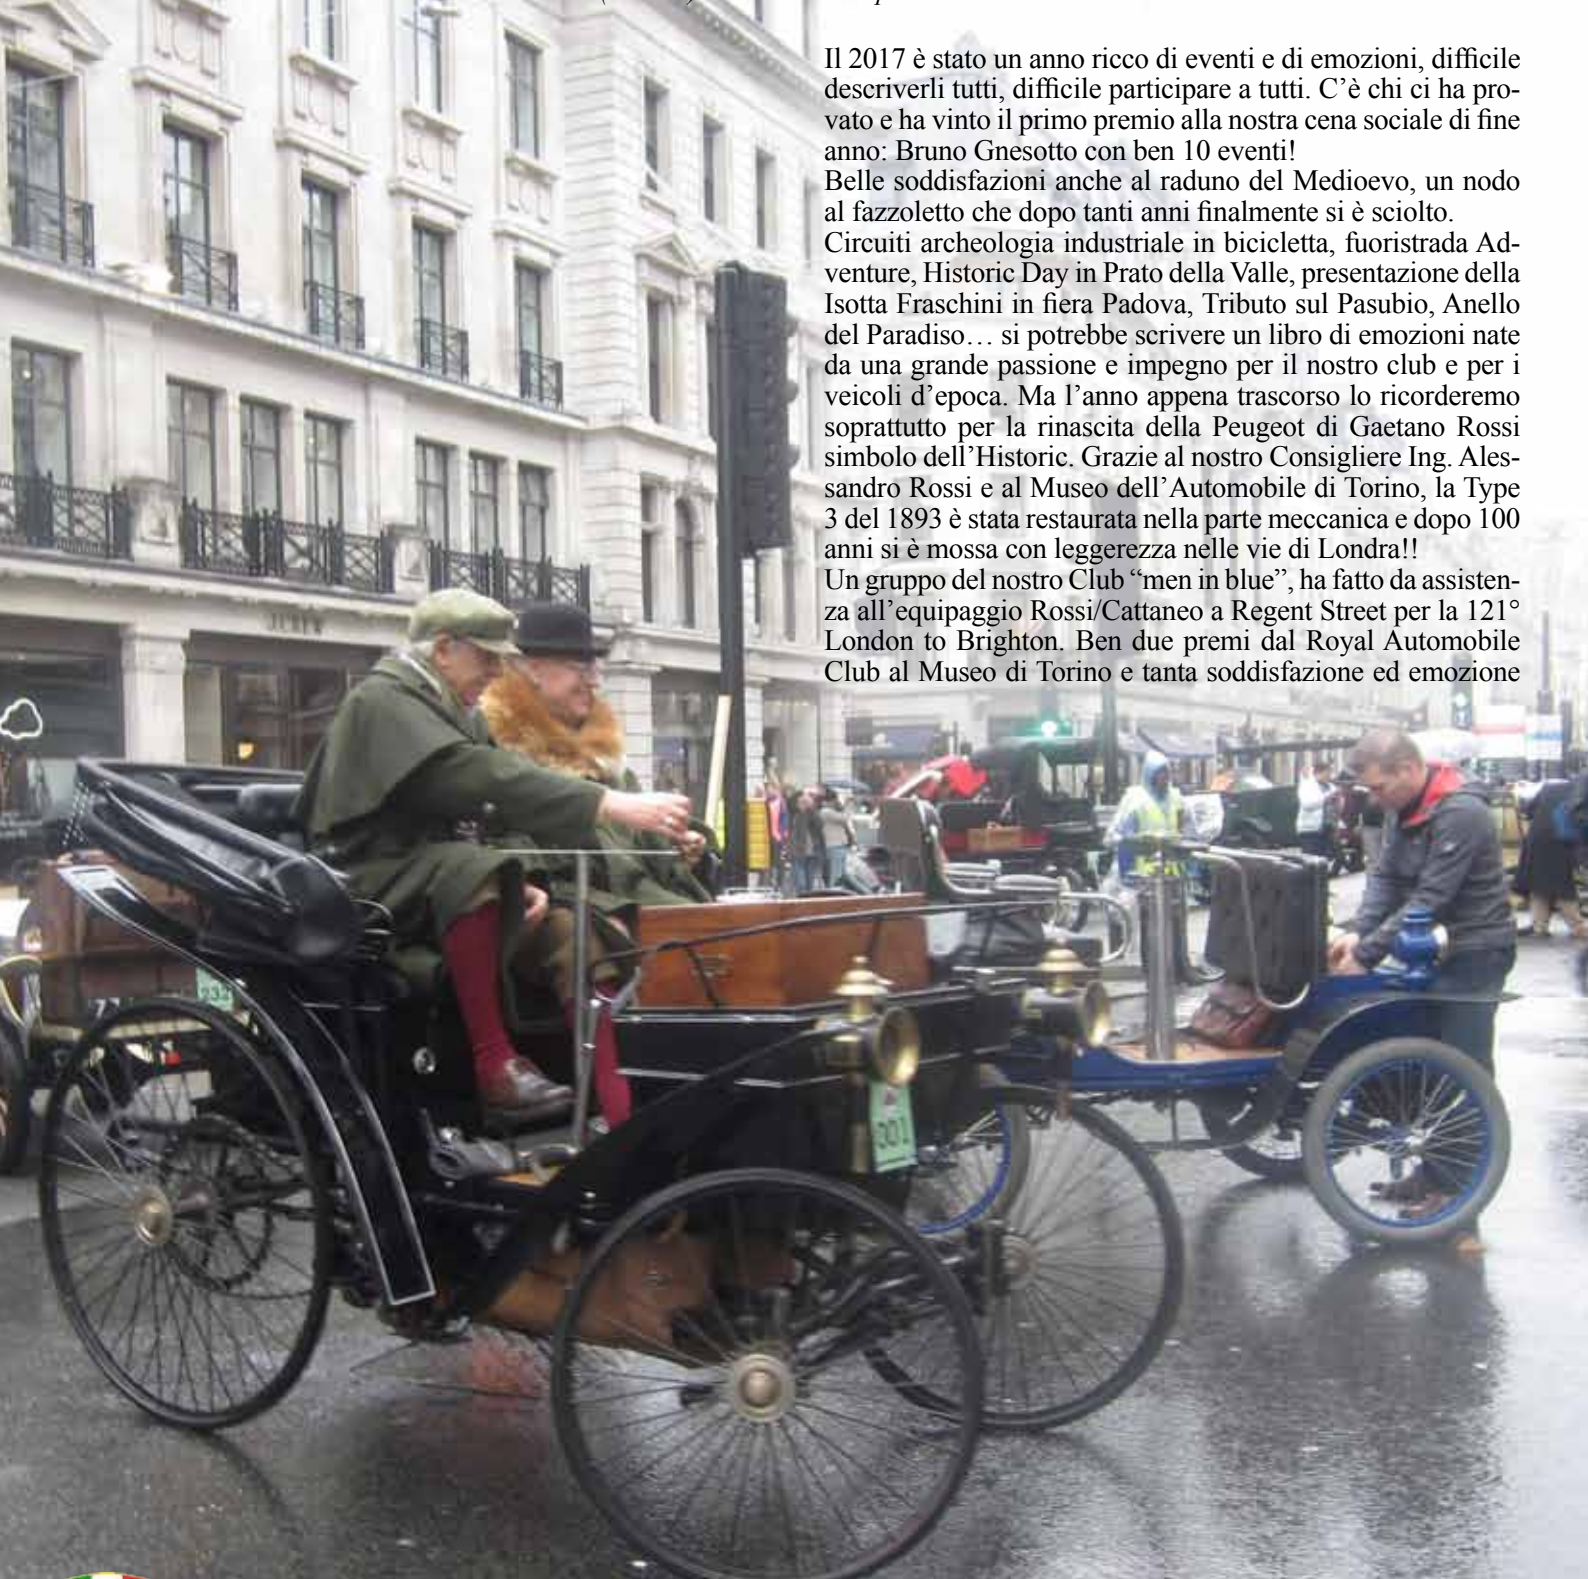 Il 2017 è stato un anno ricco di eventi e di emozioni, difficile
descriverli tutti, difficile participare a tutti. C’è chi ci ha pro-
vato e ha vinto il primo premio alla nostra cena sociale di fine
anno: Bruno Gnesotto con ben 10 eventi!
Belle soddisfazioni anche al raduno del Medioevo, un nodo
al fazzoletto che dopo tanti anni finalmente si è sciolto.
Circuiti archeologia industriale in bicicletta, fuoristrada Ad-
venture, Historic Day in Prato della Valle, presentazione della
Isotta Fraschini in fiera Padova, Tributo sul Pasubio, Anello
del Paradiso… si potrebbe scrivere un libro di emozioni nate
da una grande passione e impegno per il nostro club e per i
veicoli d’epoca. Ma l’anno appena trascorso lo ricorderemo
soprattutto per la rinascita della Peugeot di Gaetano Rossi
simbolo dell’Historic. Grazie al nostro Consigliere Ing. Ales-
sandro Rossi e al Museo dell’Automobile di Torino, la Type
3 del 1893 è stata restaurata nella parte meccanica e dopo 100
anni si è mossa con leggerezza nelle vie di Londra!!
Un gruppo del nostro Club “men in blue”, ha fatto da assisten-
za all’equipaggio Rossi/Cattaneo a Regent Street per la 121°
London to Brighton. Ben due premi dal Royal Automobile
Club al Museo di Torino e tanta soddisfazione ed emozione